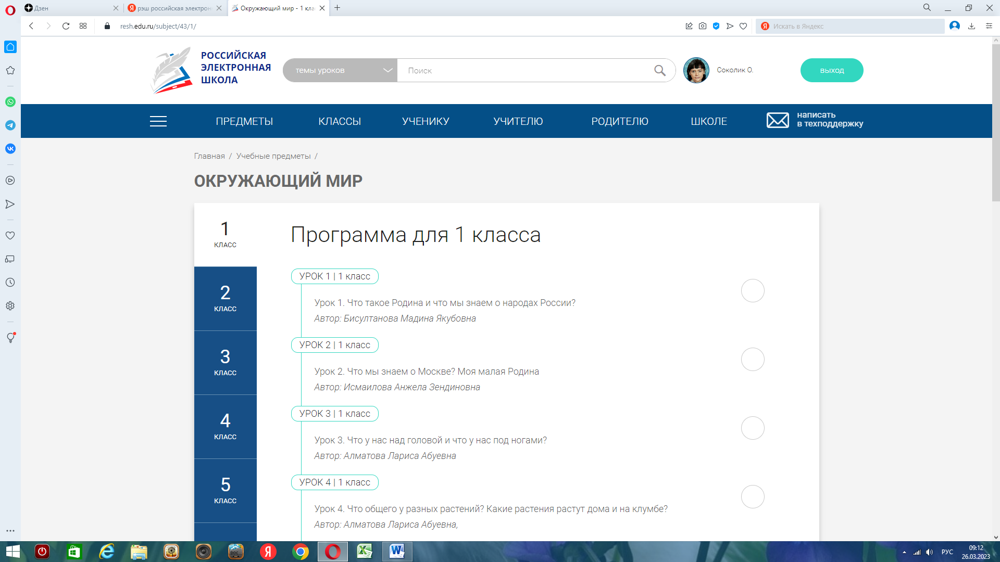 Дзен
рэш российская электрон
Окружающий мир - 1 кла
resh.edu.ru/subject/43/1/
Искать в Яндекс
РОССИЙСКАЯ
ЭЛЕКТРОННАЯ
ШКОЛА
темы уроков
Поиск
Соколик О.
выход
ПРЕДМЕТЫ
КЛАССЫ
УЧЕНИКУ
УЧИТЕЛЮ
РОДИТЕЛЮ
ШКОЛЕ
написать
в техподдержку
Главная / Учебные предметы /
ОКРУЖАЮЩИЙ МИР
1
КЛАСС
2
КЛАСС
3
КЛАСС
4
КЛАСС
5
КЛАСС
Программа для 1 класса
УРОК 1 | 1 класс
Урок 1. Что такое Родина и что мы знаем о народах России?
Автор: Бисултанова Мадина Якубовна
УРОК 2 | 1 класс
Урок 2. Что мы знаем о Москве? Моя малая Родина
Автор: Исмаилова Анжела Зендиновна
УРОК 3 | 1 класс
Урок 3. Что у нас над головой и что у нас под ногами?
Автор: Алматова Лариса Абуевна
УРОК 4 | 1 класс
Урок 4. Что общего у разных растений? Какие растения растут дома и на клумбе?
Автор: Алматова Лариса Абуевна,
РУС
09:12
26.03.2023